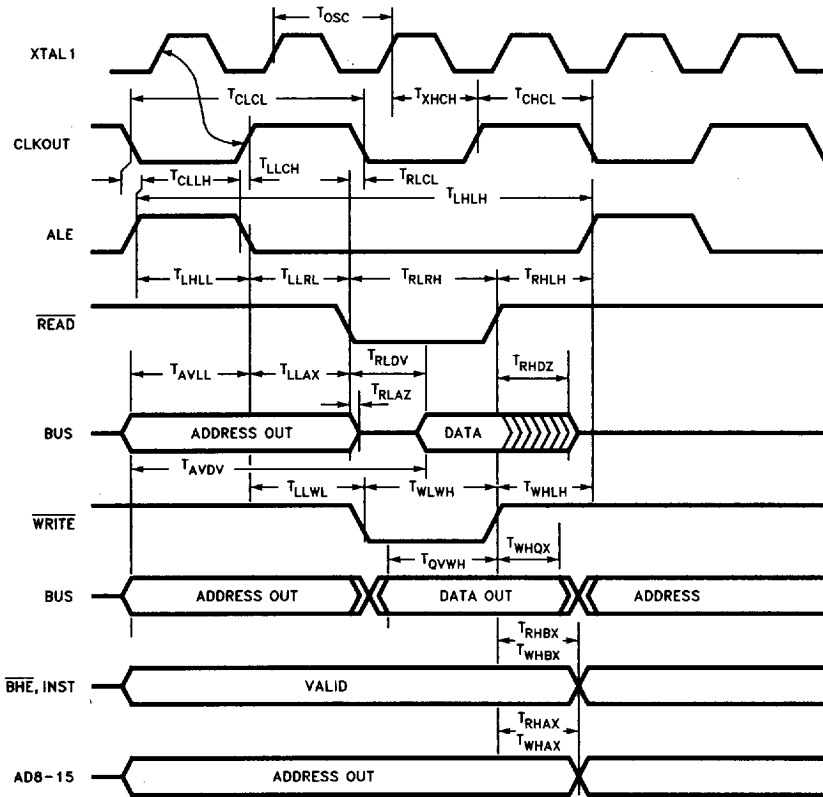 TOSC
XTAL1
TCLCL
TXHCH
TCHCL
CLKOUT
TCLLH
TLLCH
TRLCL
TLHLH
ALE
TLHLL
TLLRL
TRLRH
TRHLH
READ
TAVLL
TLLAX
TRLDV
TRHDZ
TRLAZ
BUS
ADDRESS OUT
DATA
TAVDV
TLLWL
TWLWH
TWHLH
WRITE
TQVWH
TWHQX
BUS
ADDRESS OUT
DATA OUT
ADDRESS
TRHBX
TWHBX
BHE, INST
VALID
TRHAX
TWHAX
AD8-15
ADDRESS OUT